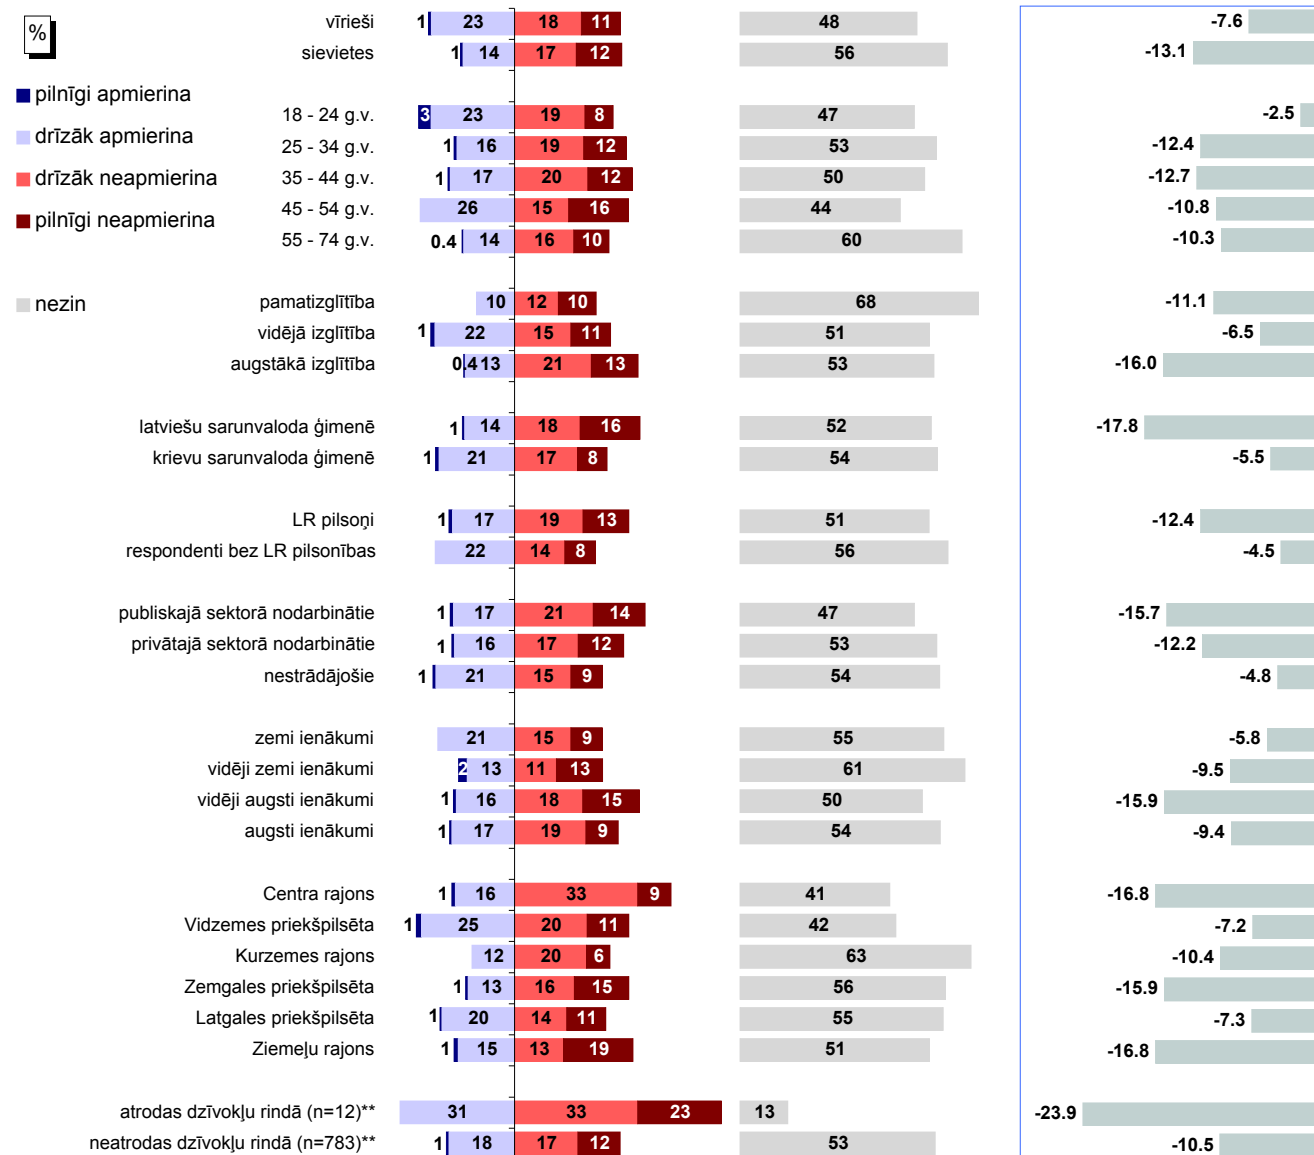 %
pilnīgi apmierina
drīzāk apmierina
drīzāk neapmierina
pilnīgi neapmierina
nezin
vīrieši 1 23 18 11 48 -7.6
sievietes 1 14 17 12 56 -13.1
18 - 24 g.v. 3 23 19 8 47 -2.5
25 - 34 g.v. 1 16 19 12 53 -12.4
35 - 44 g.v. 1 17 20 12 50 -12.7
45 - 54 g.v. 26 15 16 44 -10.8
55 - 74 g.v. 0.4 14 16 10 60 -10.3
pamatizglītība 10 12 10 68 -11.1
vidējā izglītība 1 22 15 11 51 -6.5
augstākā izglītība 0.4 13 21 13 53 -16.0
latviešu sarunvaloda ģimenē 1 14 18 16 52 -17.8
krievu sarunvaloda ģimenē 1 21 17 8 54 -5.5
LR pilsoņi 1 17 19 13 51 -12.4
respondenti bez LR pilsonības 22 14 8 56 -4.5
publiskajā sektorā nodarbinātie 1 17 21 14 47 -15.7
privātajā sektorā nodarbinātie 1 16 17 12 53 -12.2
nestrādājošie 1 21 15 9 54 -4.8
zemi ienākumi 21 15 9 55 -5.8
vidēji zemi ienākumi 2 13 11 13 61 -9.5
vidēji augsti ienākumi 1 16 18 15 50 -15.9
augsti ienākumi 1 17 19 9 54 -9.4
Centra rajons 1 16 33 9 41 -16.8
Vidzemes priekšpilsēta 1 25 20 11 42 -7.2
Kurzemes rajons 12 20 6 63 -10.4
Zemgales priekšpilsēta 1 13 16 15 56 -15.9
Latgales priekšpilsēta 1 20 14 11 55 -7.3
Ziemeļu rajons 1 15 13 19 51 -16.8
atrodas dzīvokļu rindā (n=12)** 31 33 23 13 -23.9
neatrodas dzīvokļu rindā (n=783)** 1 18 17 12 53 -10.5